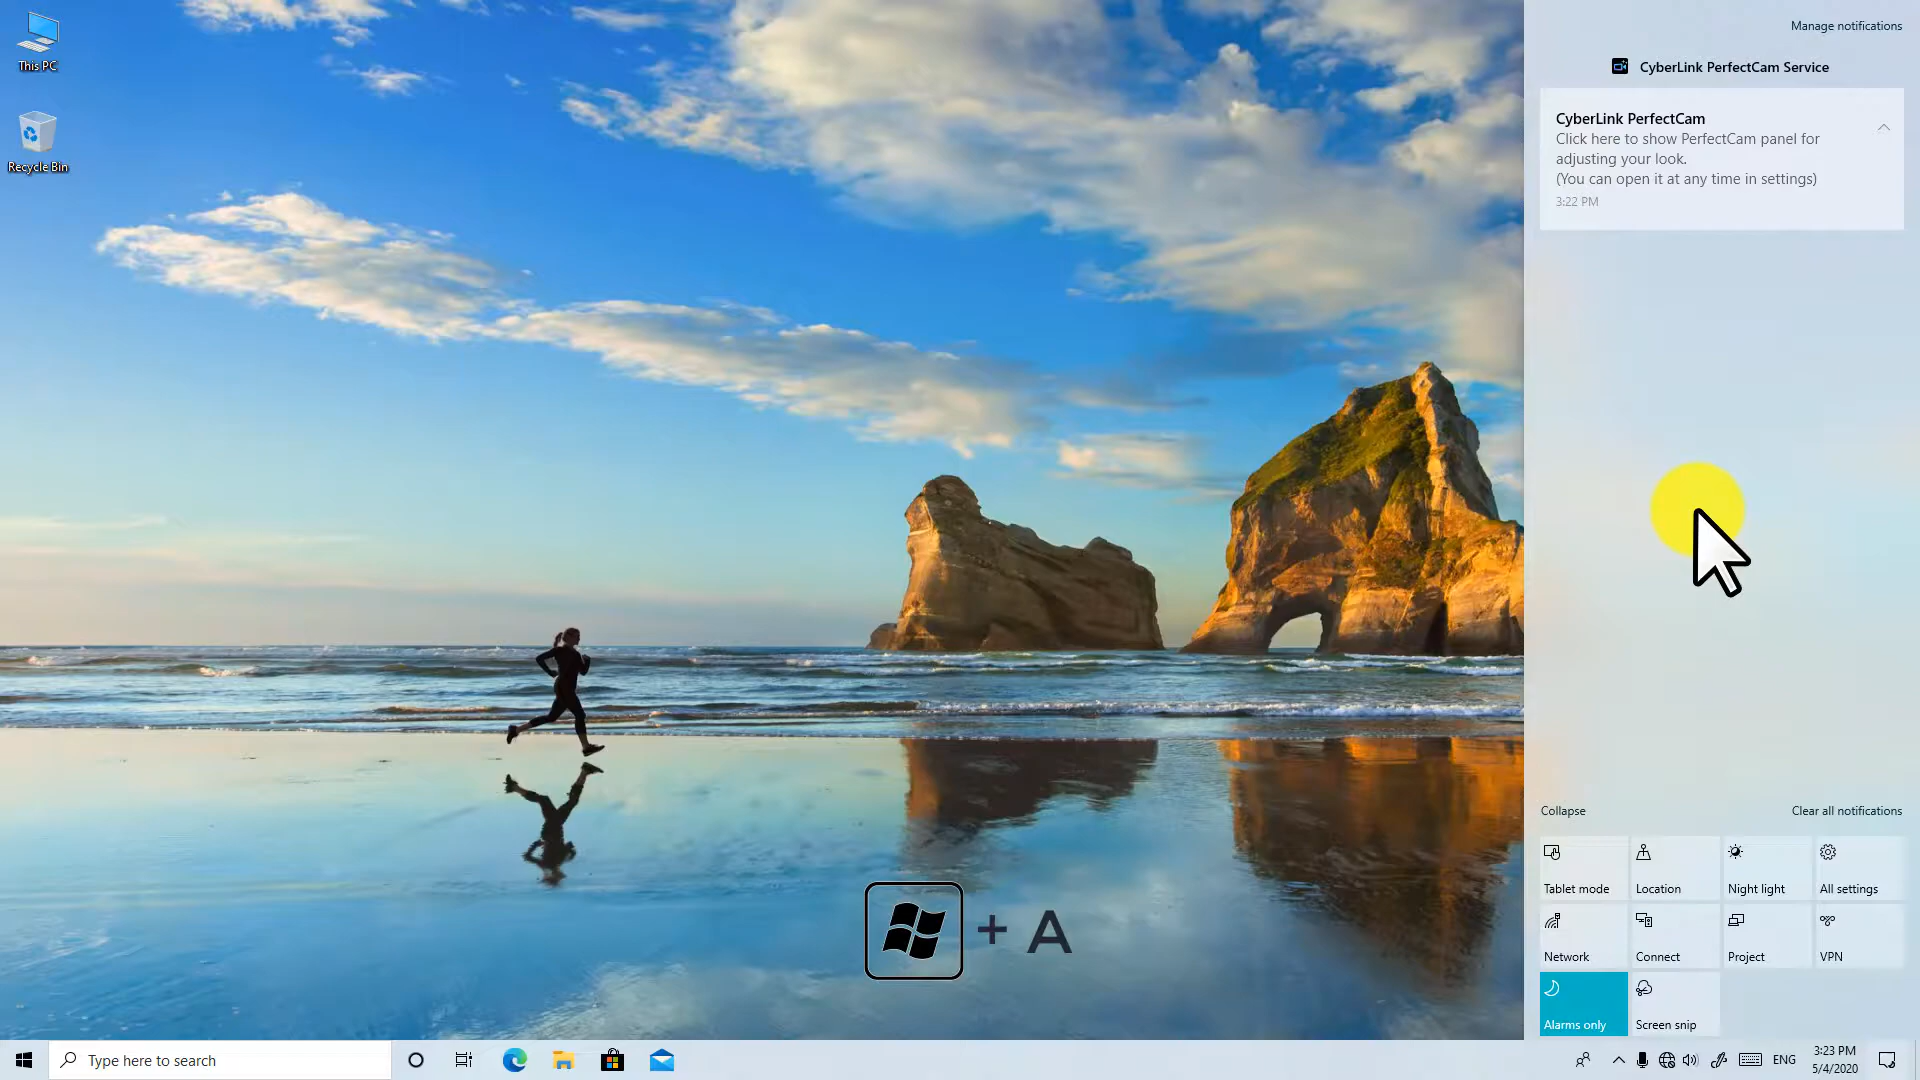 This PC
Recycle Bin
Manage notifications
CyberLink PerfectCam Service
CyberLink PerfectCam
Click here to show PerfectCam panel for
adjusting your look.
(You can open it at any time in settings)
3:22 PM
+ A
Collapse
Clear all notifications
Tablet mode
Location
Night light
All settings
Network
Connect
Project
VPN
Alarms only
Screen snip
Type here to search
ENG
3:23 PM
5/4/2020